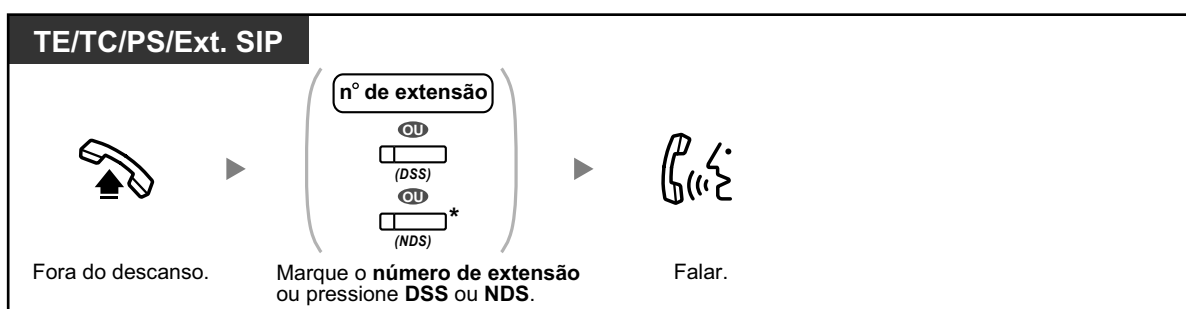 TE/TC/PS/Ext. SIP
n° de extensão
OU
(DSS)
OU
*
(NDS)
Fora do descanso.
Marque o número de extensão
ou pressione DSS ou NDS.
Falar.